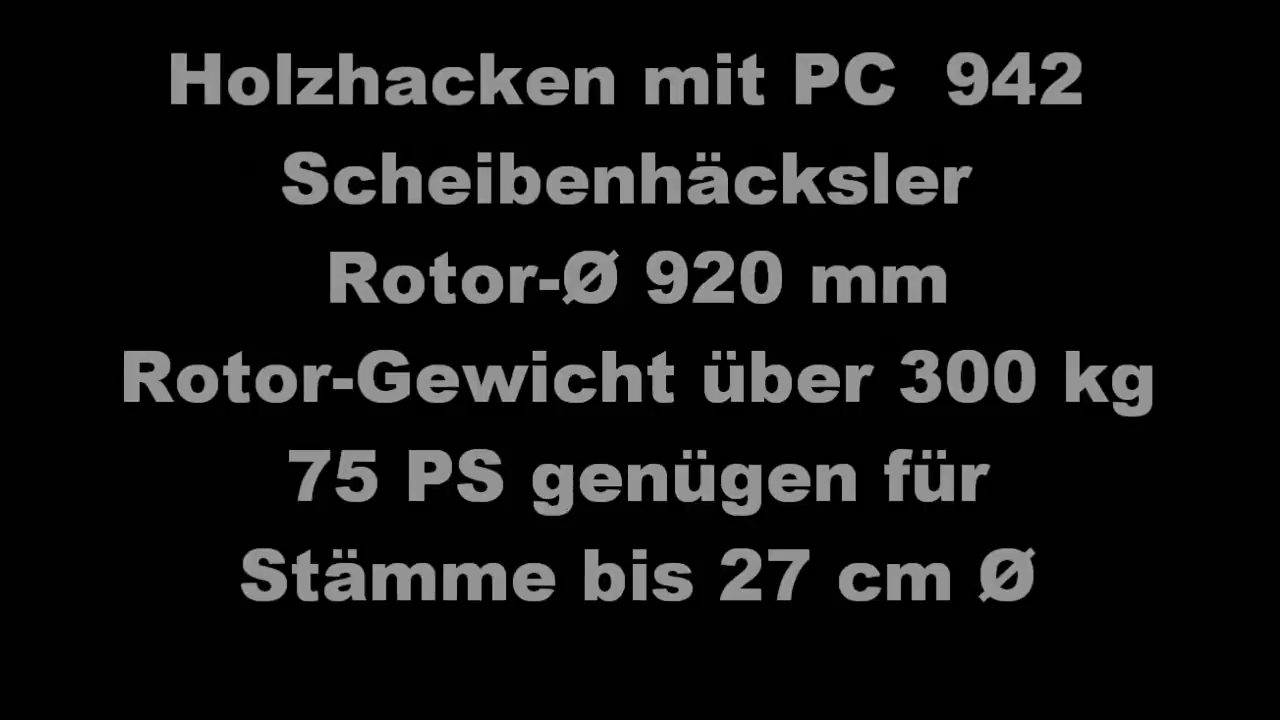 Holzhacken mit PC  942
Scheibenhäcksler
Rotor-Ø 920 mm
Rotor-Gewicht über 300 kg
75 PS genügen für
Stämme bis 27 cm Ø